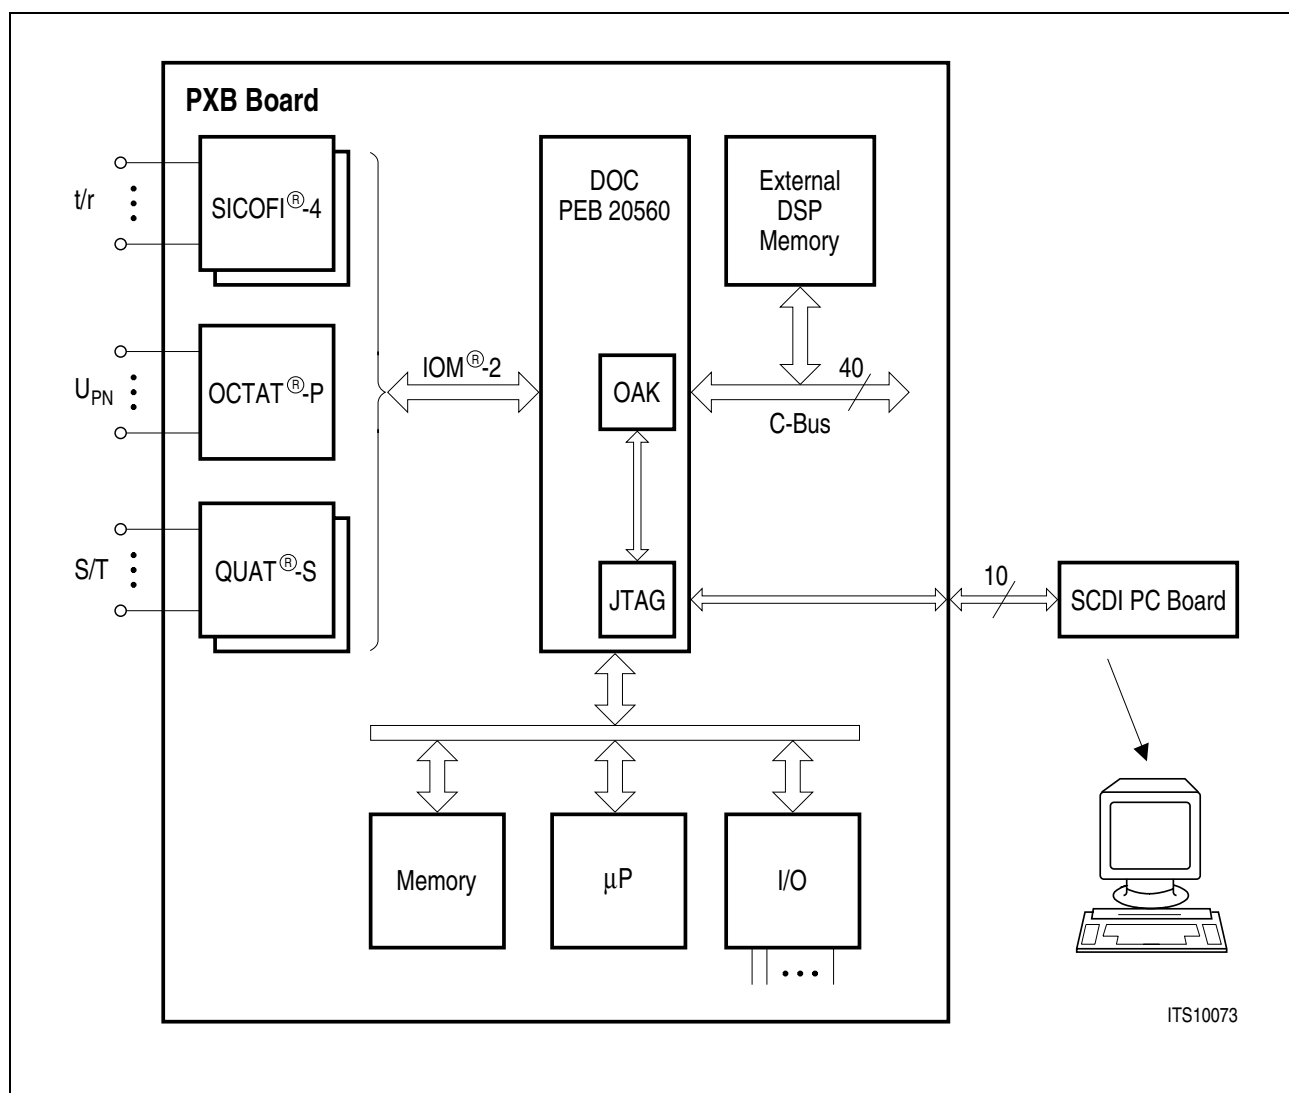 PXB Board
t/r
SICOFI®-4
DOC
PEB 20560
External
DSP
Memory
U_PN
OCTAT®-P
IOM®-2
OAK
40
C-Bus
S/T
QUAT®-S
JTAG
10
SCDI PC Board
Memory
µP
I/O
ITS10073